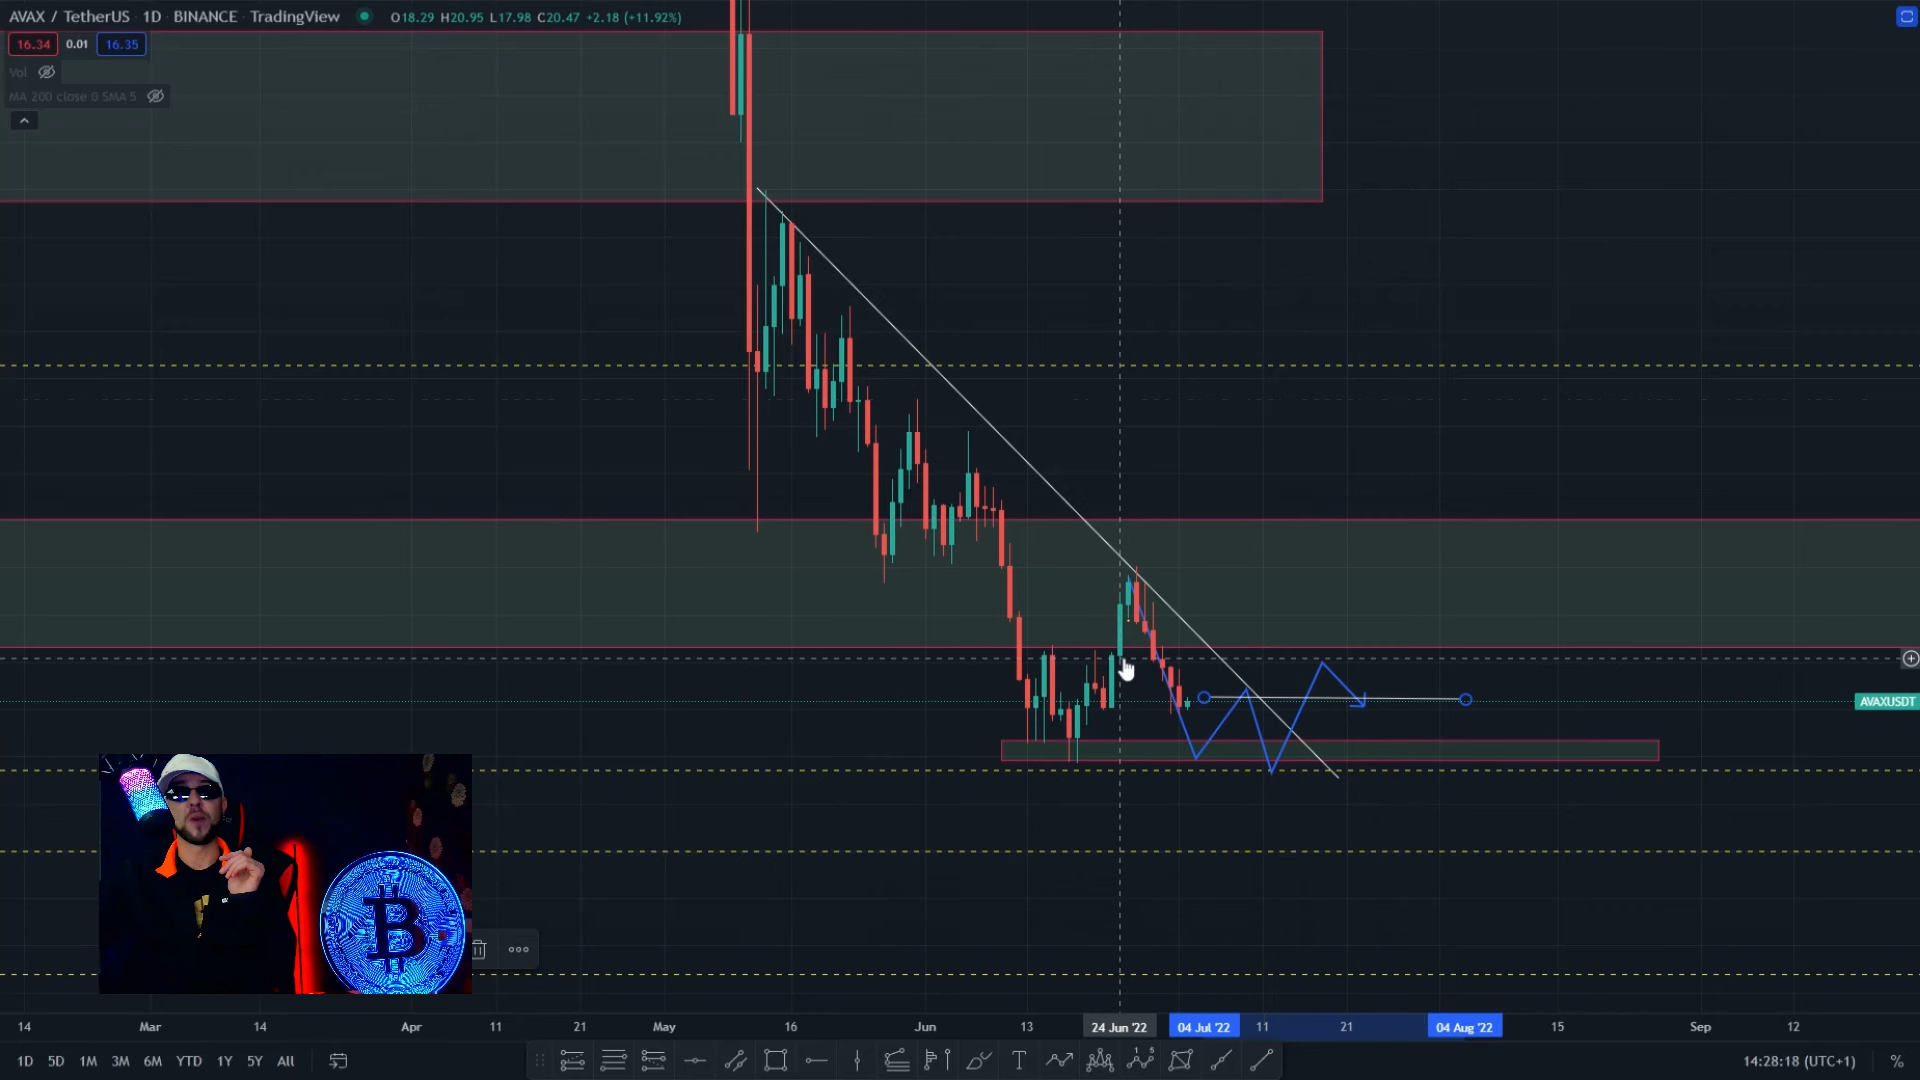 AVAX / TetherUS · 1D · BINANCE · TradingView O18.29 H20.95 L17.98 C20.47 +2.18 (+11.92%)
16.34 0.01 16.35
Vol
MA 200 close 0 SMA 5
AVAXUSDT
14 Mar 14 Apr 11 21 May 16 Jun 13 24 Jun '22 04 Jul '22 11 21 04 Aug '22 15 Sep 12
1D 5D 1M 3M 6M YTD 1Y 5Y All 14:28:18 (UTC+1) %